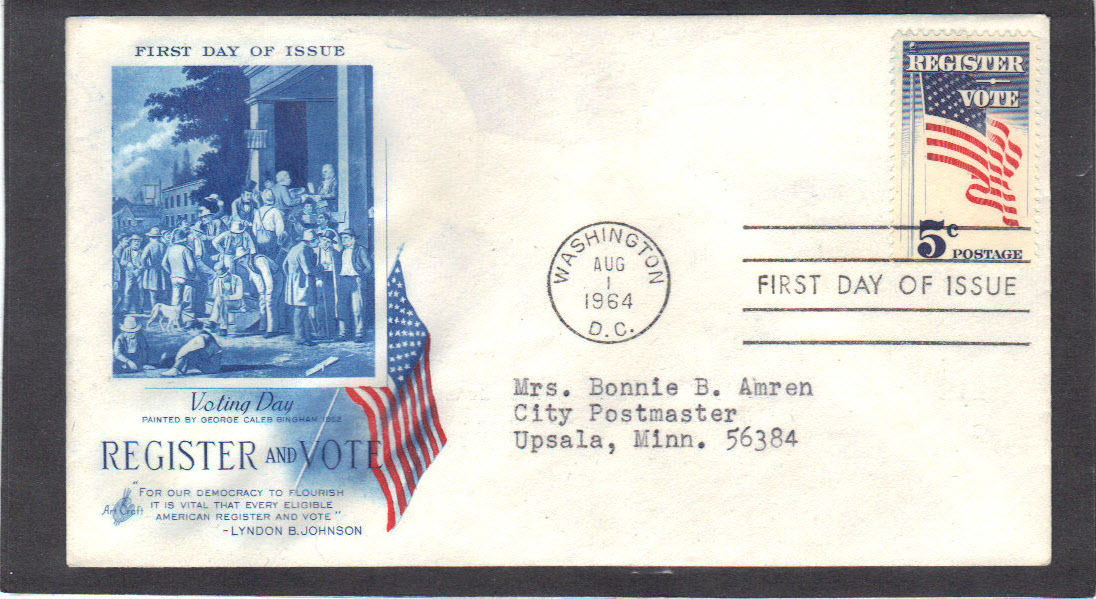 FIRST DAY OF ISSUE
Voting Day
PAINTED BY GEORGE CALEB BINGHAM 1852
REGISTER AND VOTE
"FOR OUR DEMOCRACY TO FLOURISH
IT IS VITAL THAT EVERY ELIGIBLE
AMERICAN REGISTER AND VOTE"
-LYNDON B. JOHNSON
Art Craft
REGISTER
VOTE
5c
POSTAGE
WASHINGTON
AUG
1
1964
D.C.
FIRST DAY OF ISSUE
Mrs. Bonnie B. Amren
City Postmaster
Upsala, Minn. 56384